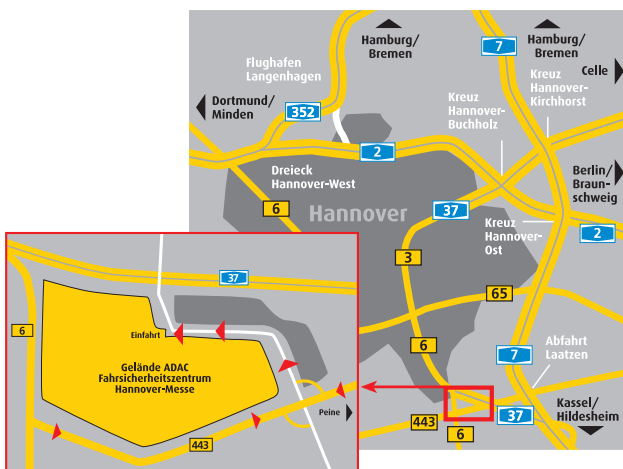 Hamburg/
Bremen
7
Hamburg/
Bremen
Flughafen
Langenhagen
Celle
Kreuz
Hannover-
Kirchhorst
Kreuz
Hannover-
Buchholz
Dortmund/
Minden
352
2
Dreieck
Hannover-West
Berlin/
Braun-
schweig
6
Hannover
37
Kreuz
Hannover-
Ost
2
3
65
37
6
Einfahrt
6
7
Abfahrt
Laatzen
Gelände ADAC
Fahrsicherheitszentrum
Hannover-Messe
Peine
443
443
6
37
Kassel/
Hildesheim